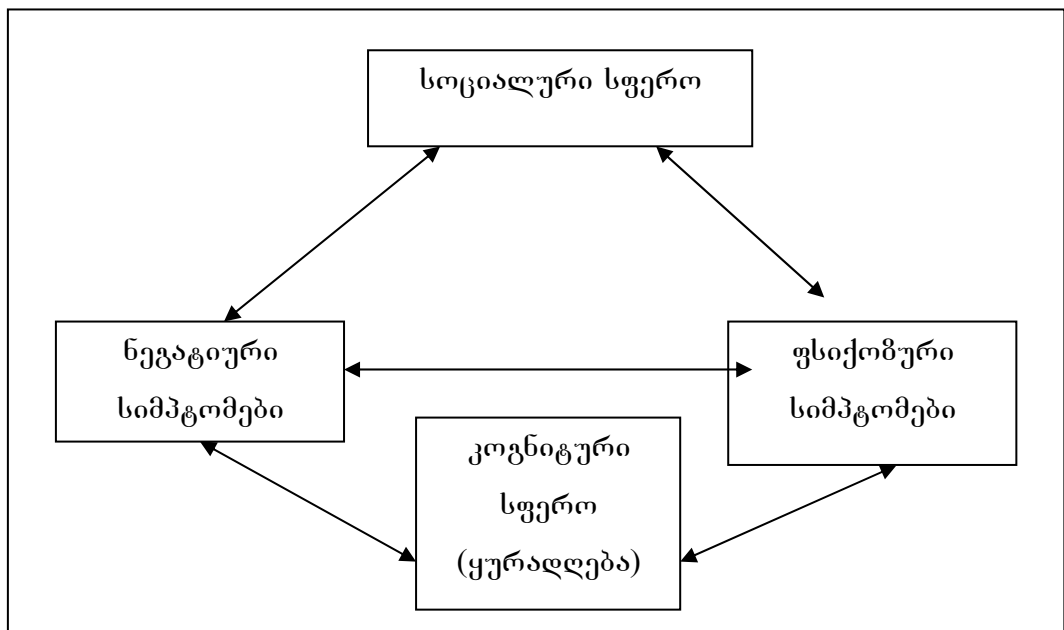 სოციალური სფერო
ნეგატიური
სიმპტომები
ფსიქოზური
სიმპტომები
კოგნიტური
სფერო
(ყურადღება)